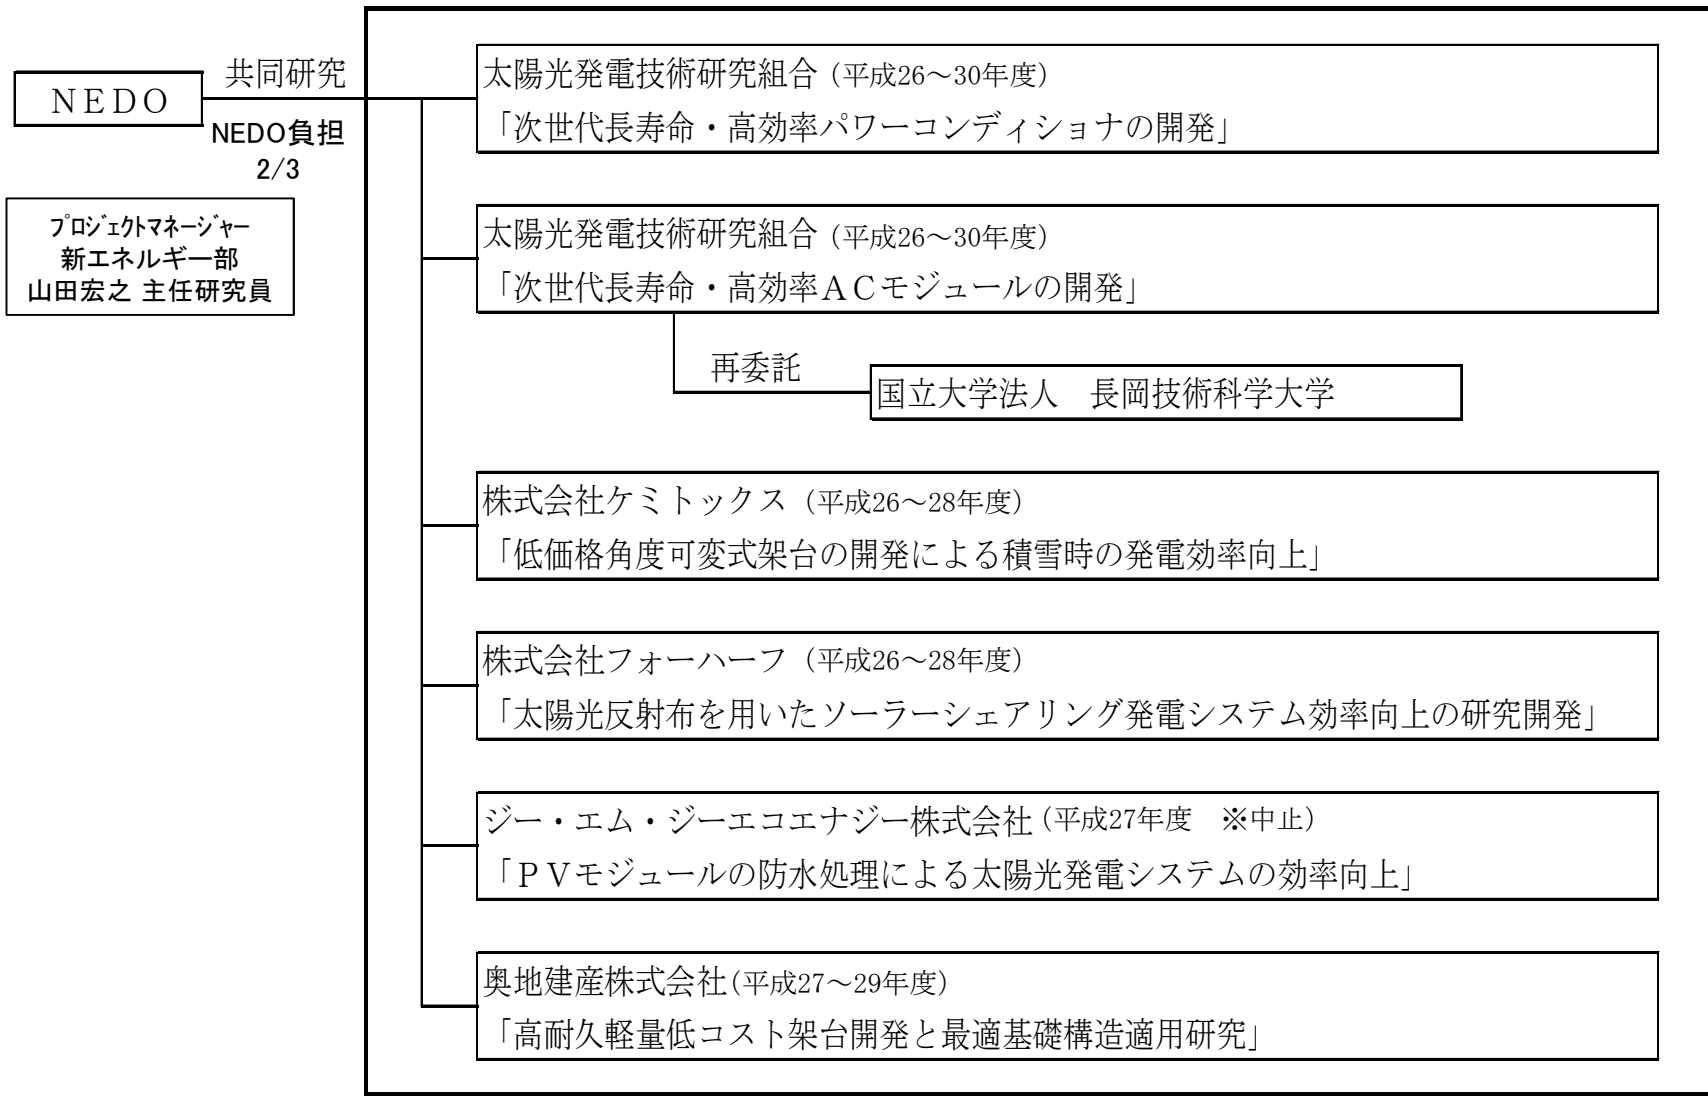 NEDO
共同研究
NEDO負担
2/3
ﾌﾟﾛｼﾞｪｸﾄﾏﾈｰｼﾞｬｰ
新エネルギー部
山田宏之 主任研究員
太陽光発電技術研究組合（平成26～30年度）
「次世代長寿命・高効率パワーコンディショナの開発」
太陽光発電技術研究組合（平成26～30年度）
「次世代長寿命・高効率ＡＣモジュールの開発」
再委託
国立大学法人　長岡技術科学大学
株式会社ケミトックス（平成26～28年度）
「低価格角度可変式架台の開発による積雪時の発電効率向上」
株式会社フォーハーフ（平成26～28年度）
「太陽光反射布を用いたソーラーシェアリング発電システム効率向上の研究開発」
ジー・エム・ジーエコエナジー株式会社（平成27年度　※中止）
「ＰＶモジュールの防水処理による太陽光発電システムの効率向上」
奥地建産株式会社（平成27～29年度）
「高耐久軽量低コスト架台開発と最適基礎構造適用研究」